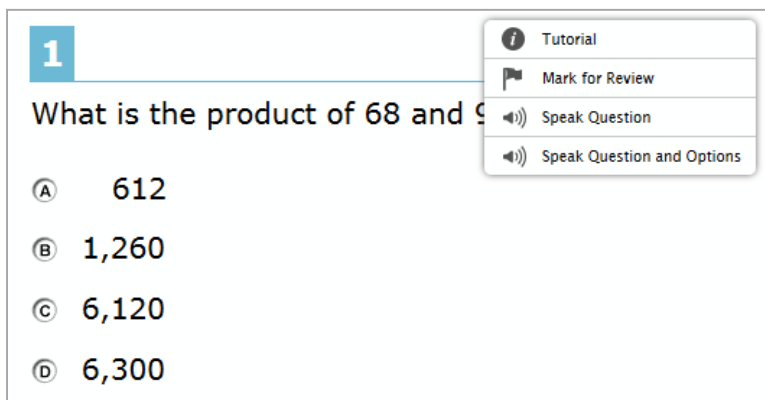 1
What is the product of 68 and
A 612
B 1,260
C 6,120
D 6,300
Tutorial
Mark for Review
Speak Question
Speak Question and Options